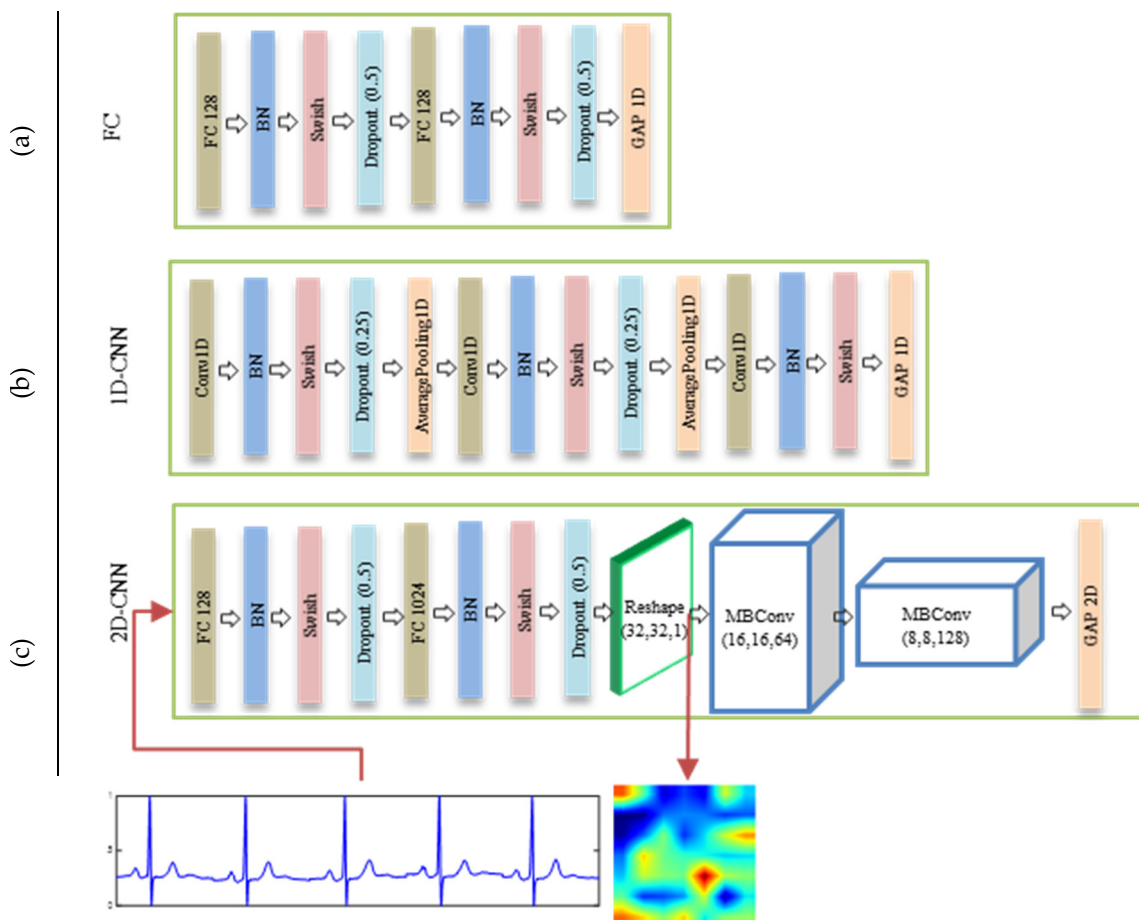 (a)
FC
FC 128
BN
Swish
Dropout (0.5)
FC 128
BN
Swish
Dropout (0.5)
GAP 1D
(b)
1D-CNN
Conv1D
BN
Swish
Dropout (0.25)
AveragePooling1D
Conv1D
BN
Swish
Dropout (0.25)
AveragePooling1D
Conv1D
BN
Swish
GAP 1D
(c)
2D-CNN
FC 128
BN
Swish
Dropout (0.5)
FC 1024
BN
Swish
Dropout (0.5)
Reshape
(32,32,1)
MBConv
(16,16,64)
MBConv
(8,8,128)
GAP 2D
1
0